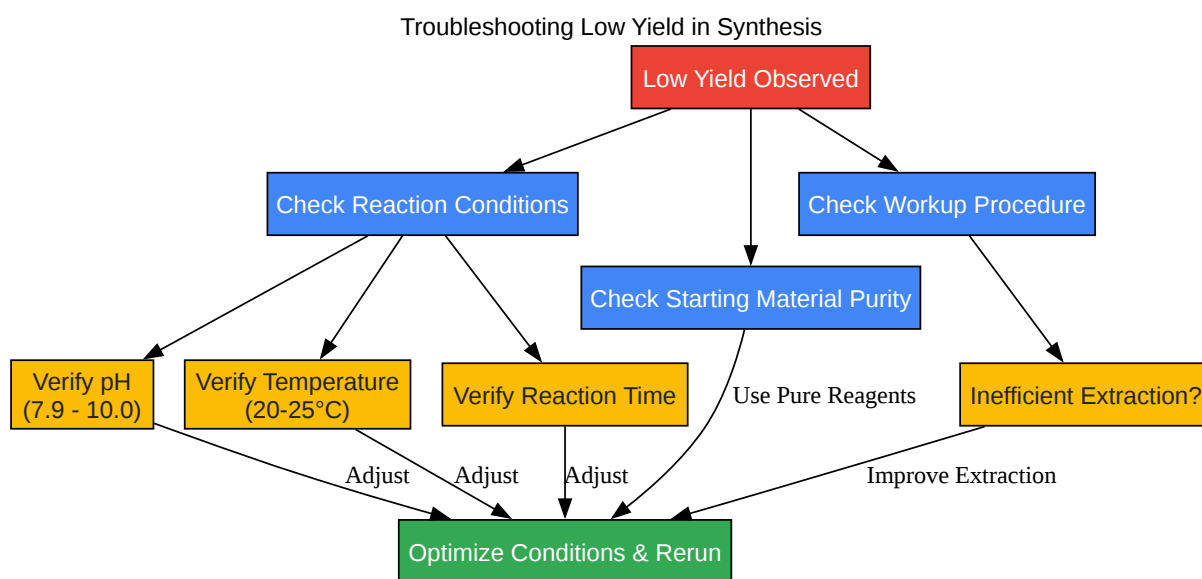 Troubleshooting Low Yield in Synthesis
Low Yield Observed
Check Reaction Conditions
Check Workup Procedure
Check Starting Material Purity
Verify pH
(7.9 - 10.0)
Verify Temperature
(20-25°C)
Verify Reaction Time
Use Pure Reagents
Inefficient Extraction?
Adjust
Adjust
Adjust
Improve Extraction
Optimize Conditions & Rerun